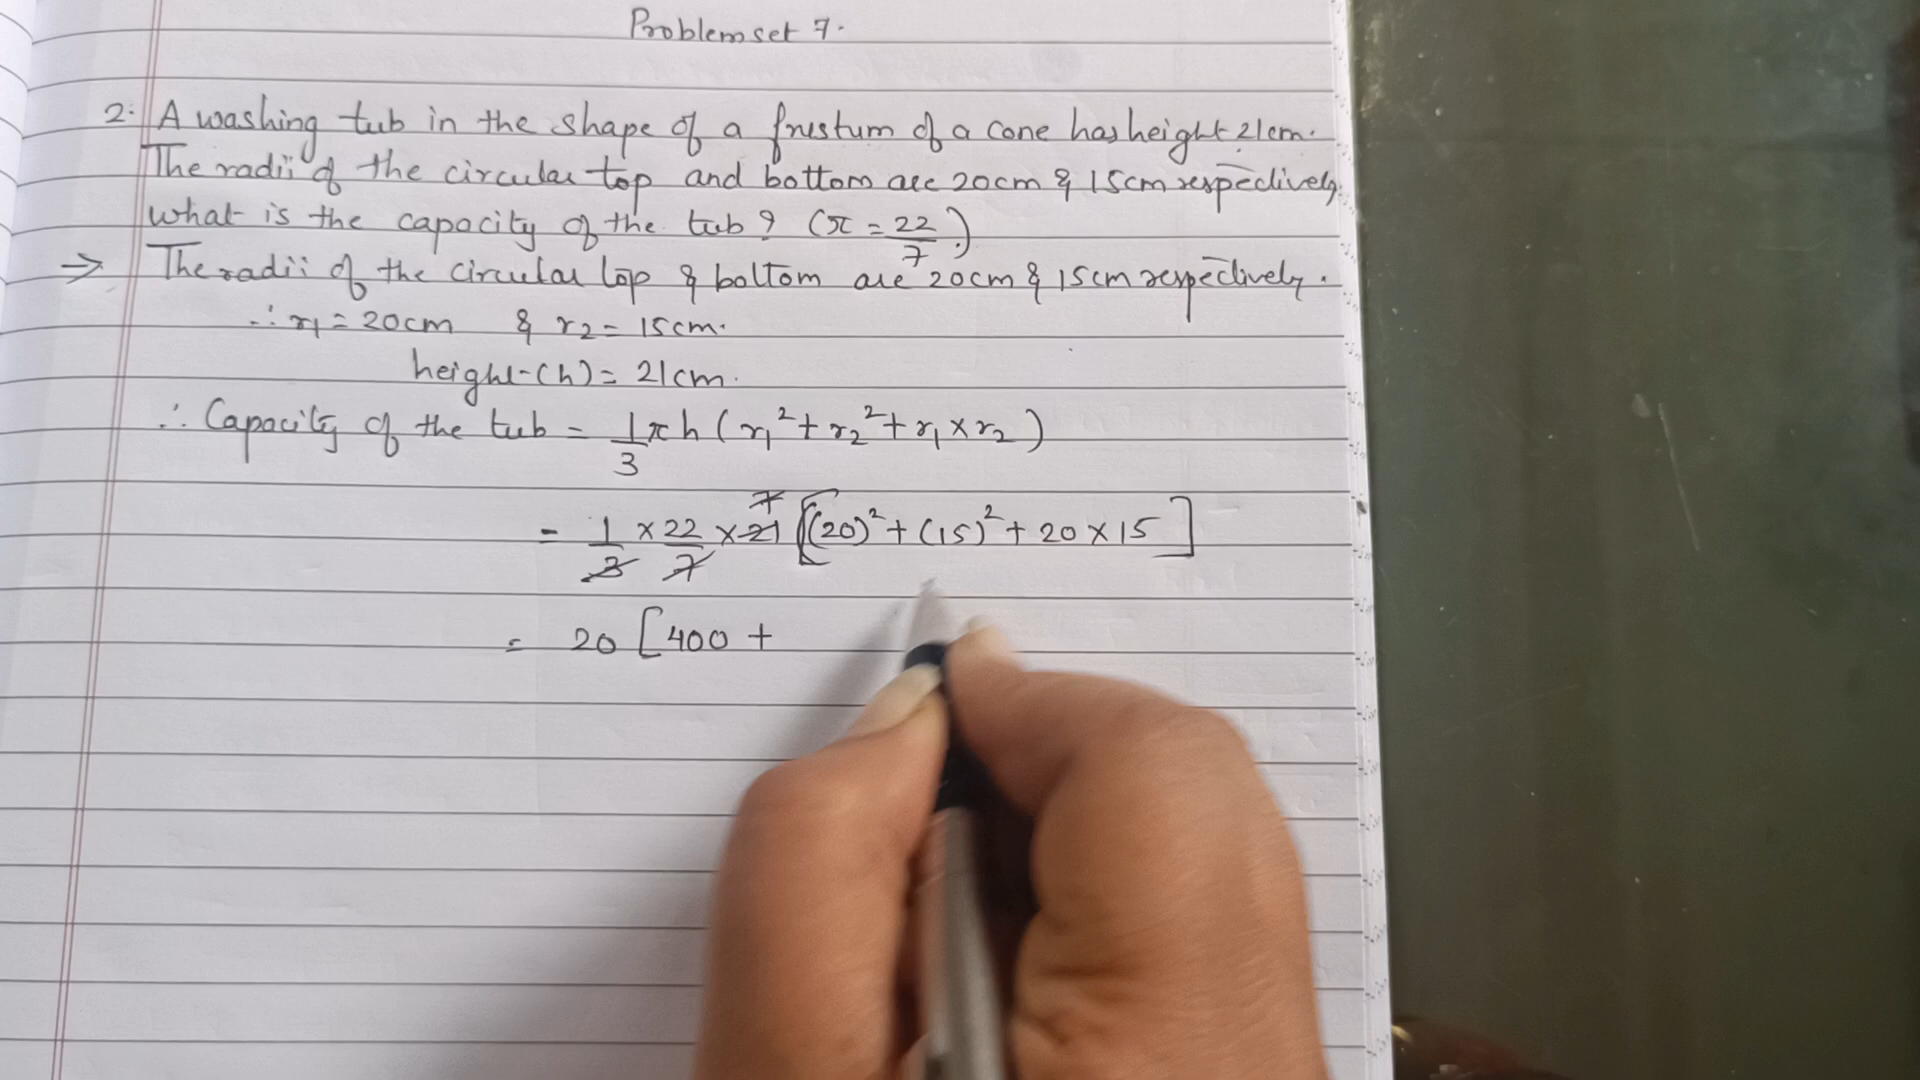 Problem set 7.
2. A washing tub in the shape of a frustum of a cone has height 21cm.
The radii of the circular top and bottom are 20cm & 15cm respectively.
what is the capacity of the tub? (π = 22/7).
→ The radii of the circular top & bottom are 20cm & 15cm respectively.
∴ r₁ = 20cm & r₂ = 15cm.
height (h) = 21cm.
∴ Capacity of the tub = 1/3 π h (r₁² + r₂² + r₁ × r₂)
= 1/3 × 22/7 × 21 7 [(20)² + (15)² + 20 × 15]
= 20 [400 +